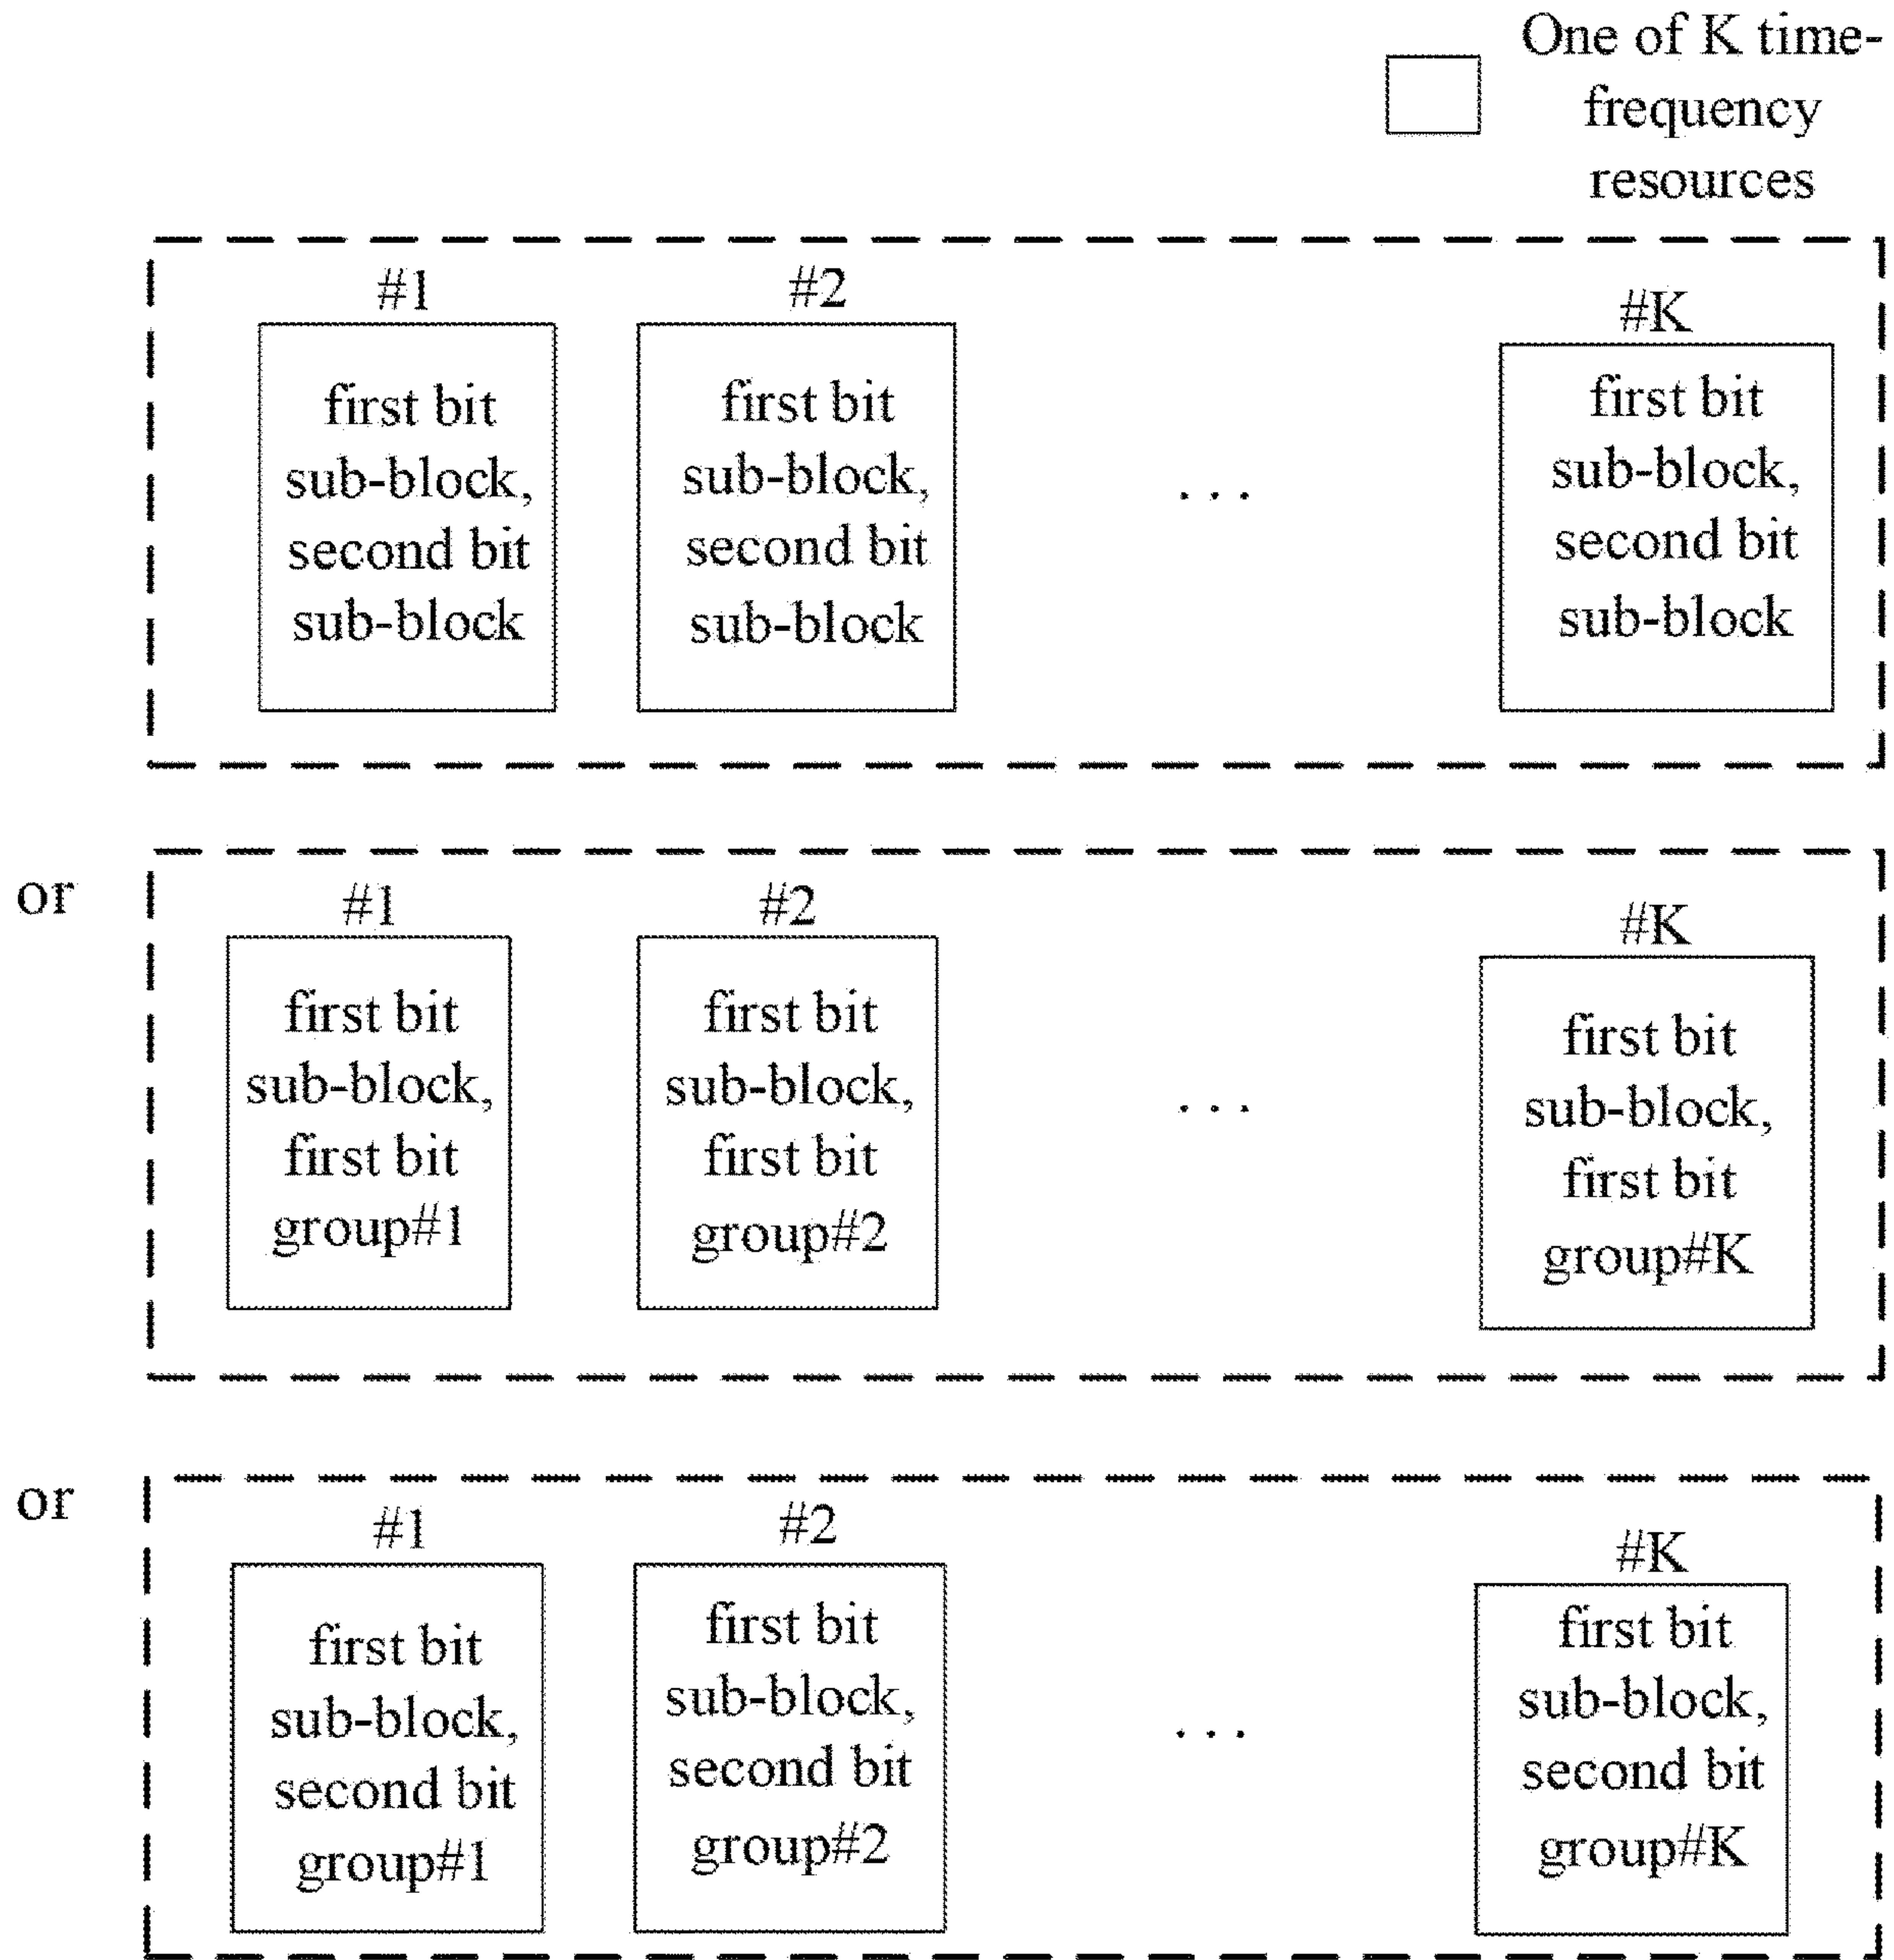 One of K time-
frequency
resources
#1
first bit
sub-block,
second bit
sub-block
#2
first bit
sub-block,
second bit
sub-block
...
#K
first bit
sub-block,
second bit
sub-block
or
#1
first bit
sub-block,
first bit
group#1
#2
first bit
sub-block,
first bit
group#2
...
#K
first bit
sub-block,
first bit
group#K
or
#1
first bit
sub-block,
second bit
group#1
#2
first bit
sub-block,
second bit
group#2
...
#K
first bit
sub-block,
second bit
group#K